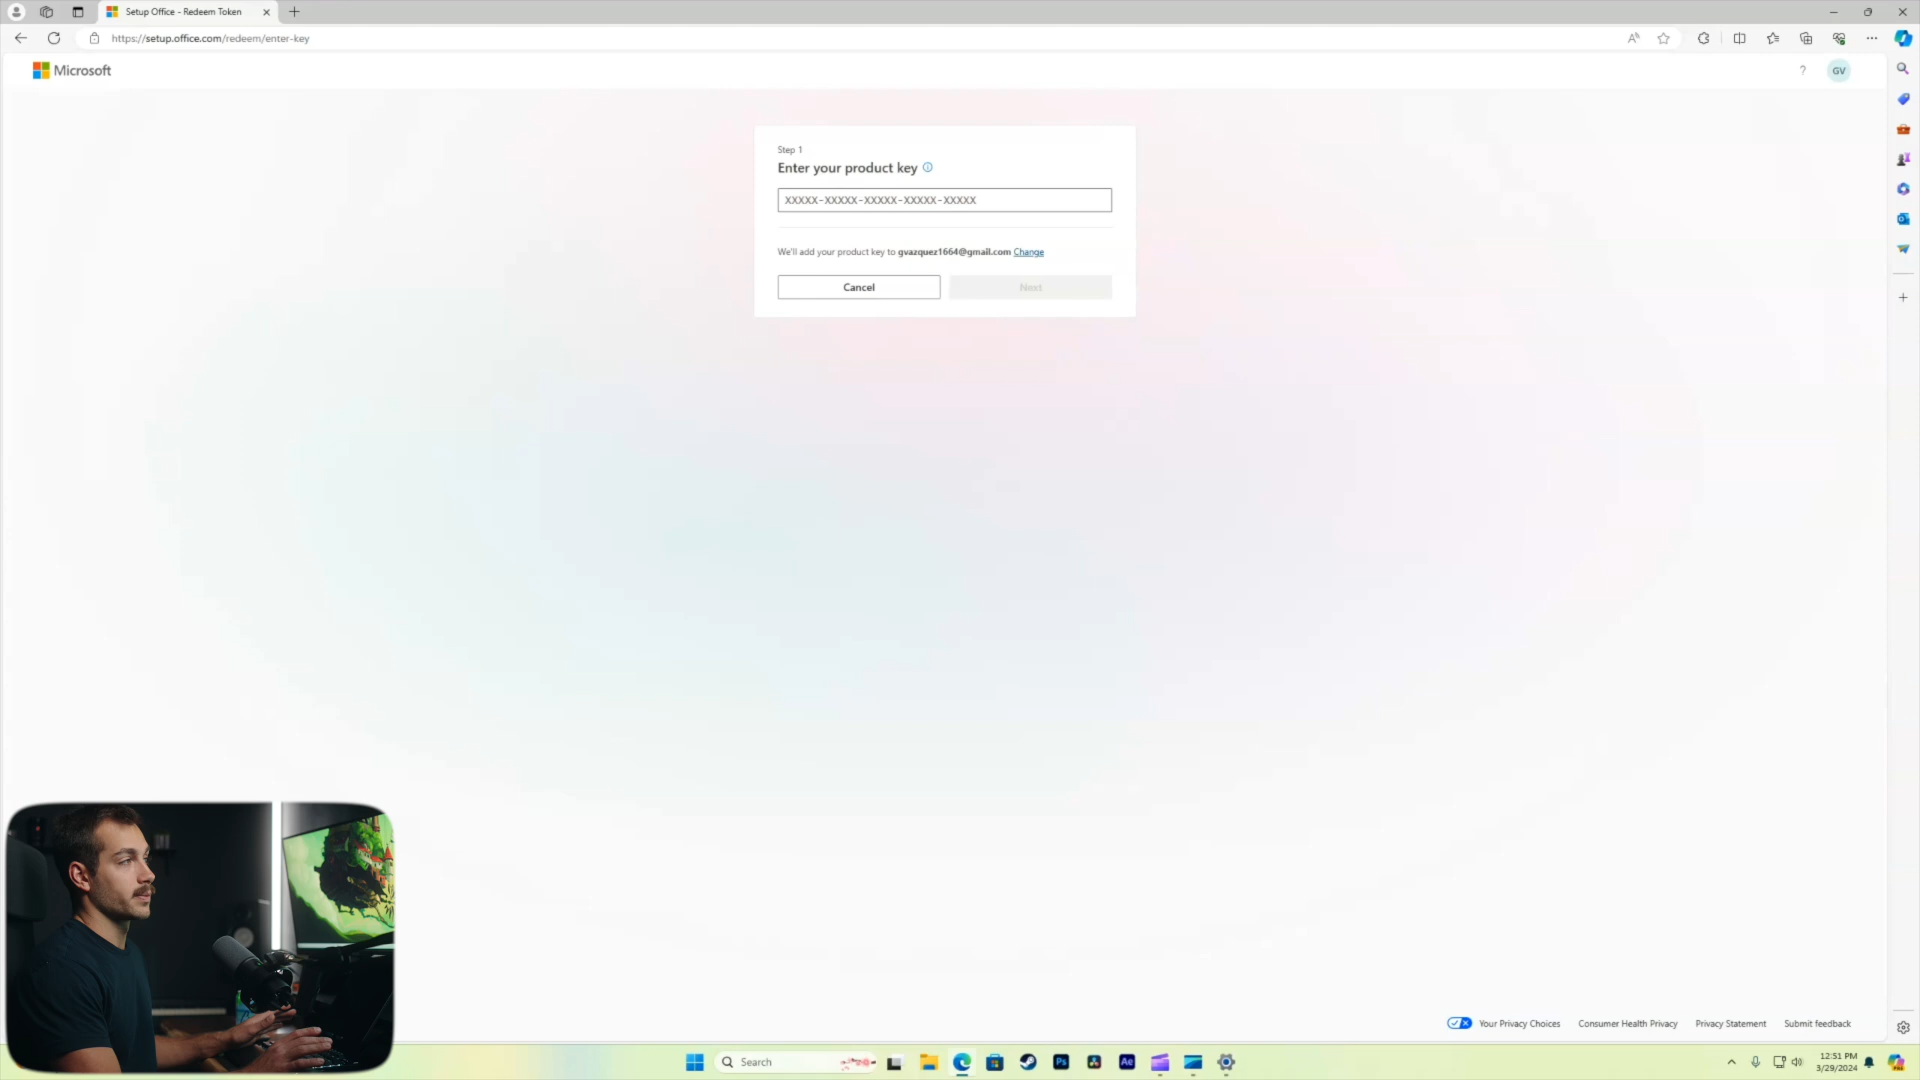 Setup Office - Redeem Token
https://setup.office.com/redeem/enter-key
Microsoft
?
GV
Step 1
Enter your product key
XXXXX-XXXXX-XXXXX-XXXXX-XXXXX
We'll add your product key to gvazquez1664@gmail.com Change
Cancel
Next
Your Privacy Choices
Consumer Health Privacy
Privacy Statement
Submit feedback
Search
Ps
Ae
12:51 PM
3/29/2024